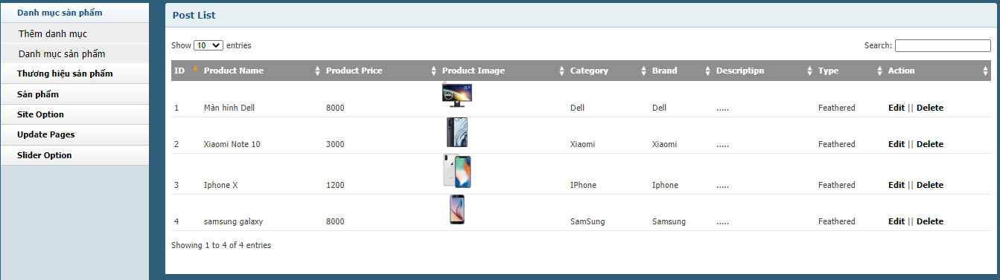 Danh mục sản phẩm
Thêm danh mục
Danh mục sản phẩm
Thương hiệu sản phẩm
Sản phẩm
Site Option
Update Pages
Slider Option
Post List
Show 10 entries Search:
ID Product Name Product Price Product Image Category Brand Descriptipn Type Action
1 Màn hình Dell 8000 Dell Dell ..... Feathered Edit || Delete
2 Xiaomi Note 10 3000 Xiaomi Xiaomi ..... Feathered Edit || Delete
3 Iphone X 1200 IPhone Iphone ..... Feathered Edit || Delete
4 samsung galaxy 8000 SamSung Samsung ..... Feathered Edit || Delete
Showing 1 to 4 of 4 entries